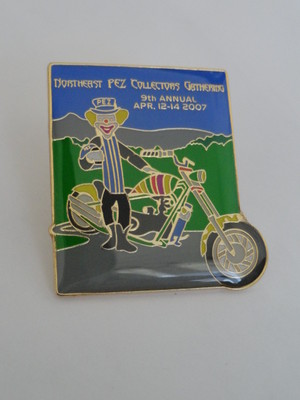 Northeast PEZ Collectors Gathering
9th ANNUAL
APR. 12-14 2007
PEZ